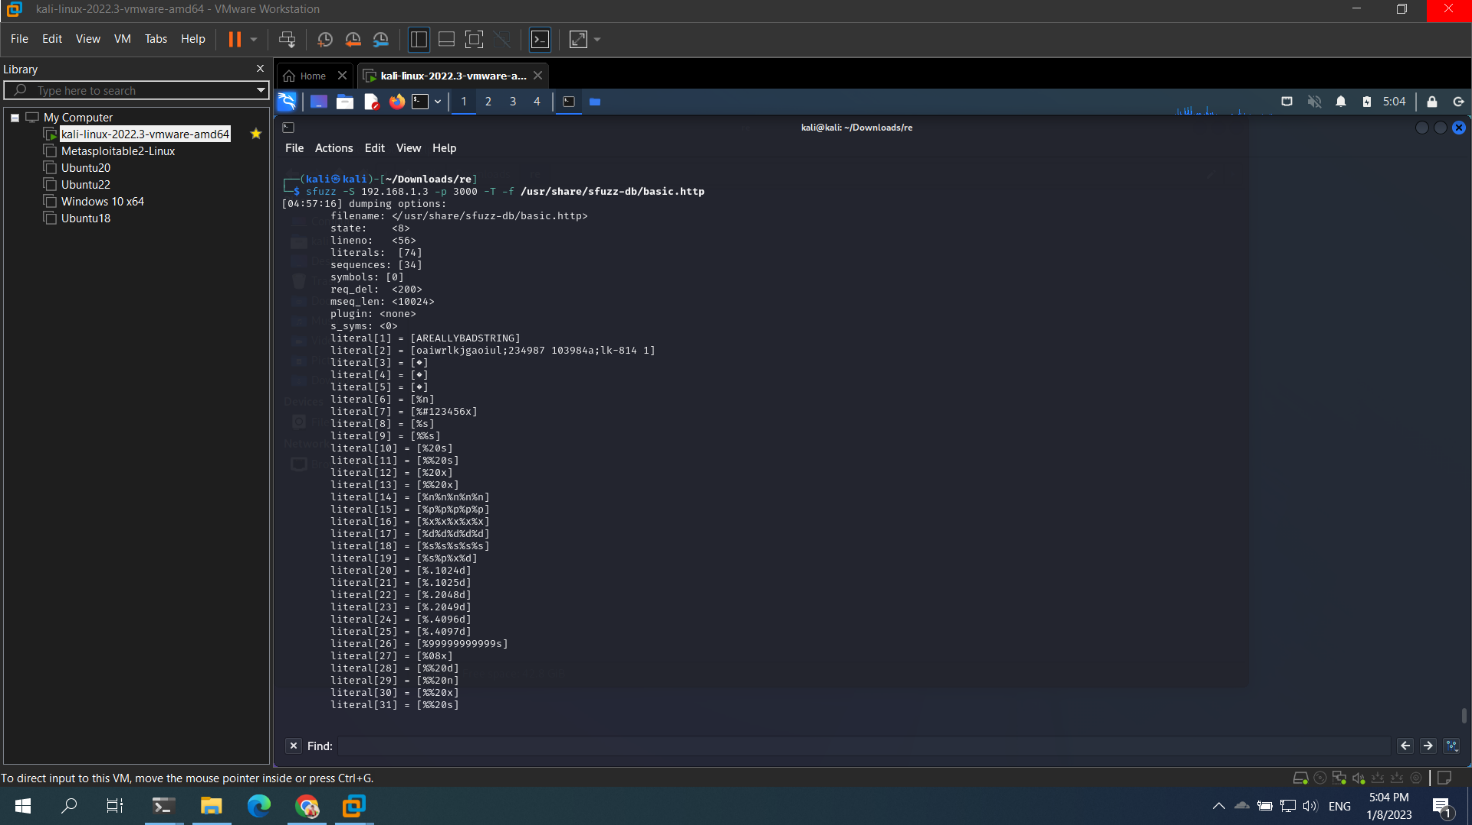 kali-linux-2022.3-vmware-amd64 - VMware Workstation
File Edit View VM Tabs Help
Library
Type here to search
My Computer
kali-linux-2022.3-vmware-amd64
Metasploitable2-Linux
Ubuntu20
Ubuntu22
Windows 10 x64
Ubuntu18
Home kali-linux-2022.3-vmware-a...
1 2 3 4 5:04
kali@kali: ~/Downloads/re
File Actions Edit View Help
┌──(kali㉿kali)-[~/Downloads/re]
└─$ sfuzz -S 192.168.1.3 -p 3000 -T -f /usr/share/sfuzz-db/basic.http
[04:57:16] dumping options:
filename: </usr/share/sfuzz-db/basic.http>
state: <8>
lineno: <56>
literals: [74]
sequences: [34]
symbols: [0]
req_del: <200>
mseq_len: <10024>
plugin: <none>
s_syms: <0>
literal[1] = [AREALLYBADSTRING]
literal[2] = [oaiwrlkjgaoiul;234987 103984a;lk-814 1]
literal[3] = [�]
literal[4] = [�]
literal[5] = [�]
literal[6] = [%n]
literal[7] = [%#123456x]
literal[8] = [%s]
literal[9] = [%%s]
literal[10] = [%20s]
literal[11] = [%%20s]
literal[12] = [%20x]
literal[13] = [%%20x]
literal[14] = [%n%n%n%n%n]
literal[15] = [%p%p%p%p%p]
literal[16] = [%x%x%x%x%x]
literal[17] = [%d%d%d%d%d]
literal[18] = [%s%s%s%s%s]
literal[19] = [%s%p%x%d]
literal[20] = [%.1024d]
literal[21] = [%.1025d]
literal[22] = [%.2048d]
literal[23] = [%.2049d]
literal[24] = [%.4096d]
literal[25] = [%.4097d]
literal[26] = [%99999999999s]
literal[27] = [%08x]
literal[28] = [%%20d]
literal[29] = [%%20n]
literal[30] = [%%20x]
literal[31] = [%%20s]
Find:
To direct input to this VM, move the mouse pointer inside or press Ctrl+G.
ENG
5:04 PM
1/8/2023
1